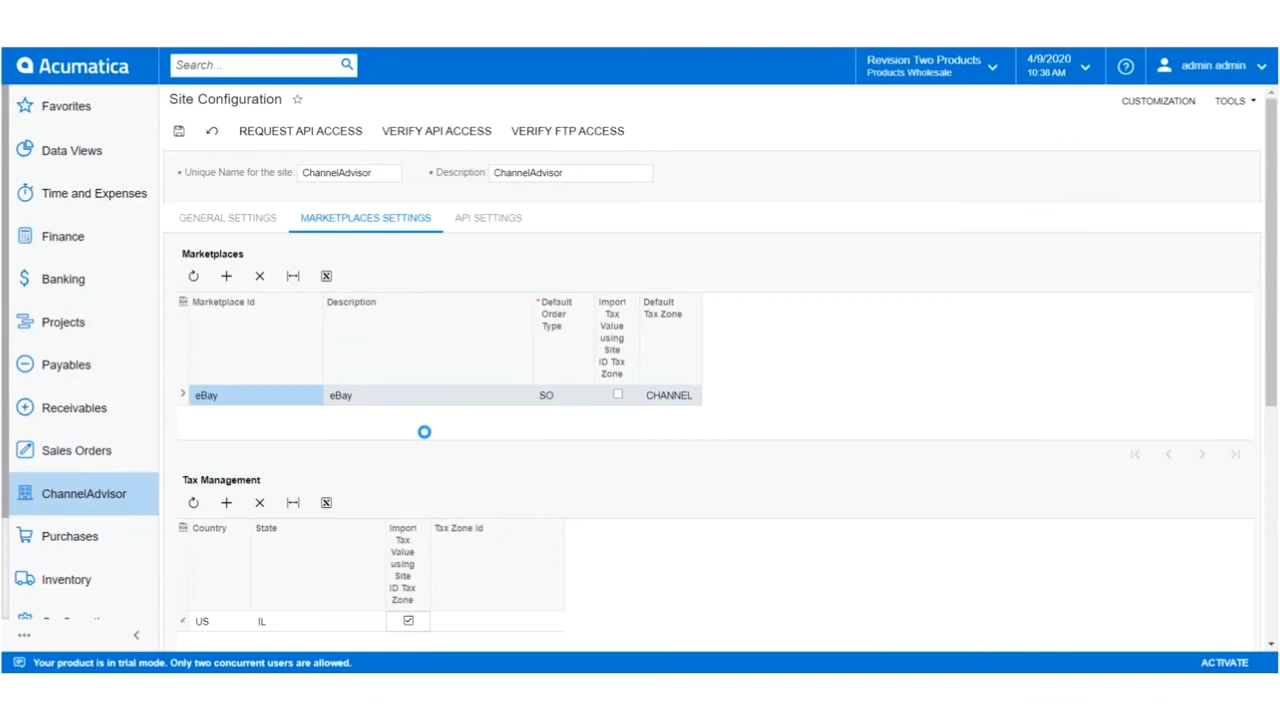 Acumatica
Search...
Revision Two Products
Products Wholesale
4/9/2020
10:38 AM
admin admin
Favorites
Data Views
Time and Expenses
Finance
Banking
Projects
Payables
Receivables
Sales Orders
ChannelAdvisor
Purchases
Inventory
Site Configuration
CUSTOMIZATION
TOOLS
REQUEST API ACCESS
VERIFY API ACCESS
VERIFY FTP ACCESS
Unique Name for the site:
ChannelAdvisor
Description:
ChannelAdvisor
GENERAL SETTINGS
MARKETPLACES SETTINGS
API SETTINGS
Marketplaces
Marketplace Id
Description
* Default
Order
Type
Import
Tax
Value
using
Site
ID Tax
Zone
Default
Tax Zone
eBay
eBay
SO
CHANNEL
Tax Management
Country
State
Import
Tax
Value
using
Site
ID Tax
Zone
Tax Zone Id
US
IL
Your product is in trial mode. Only two concurrent users are allowed.
ACTIVATE